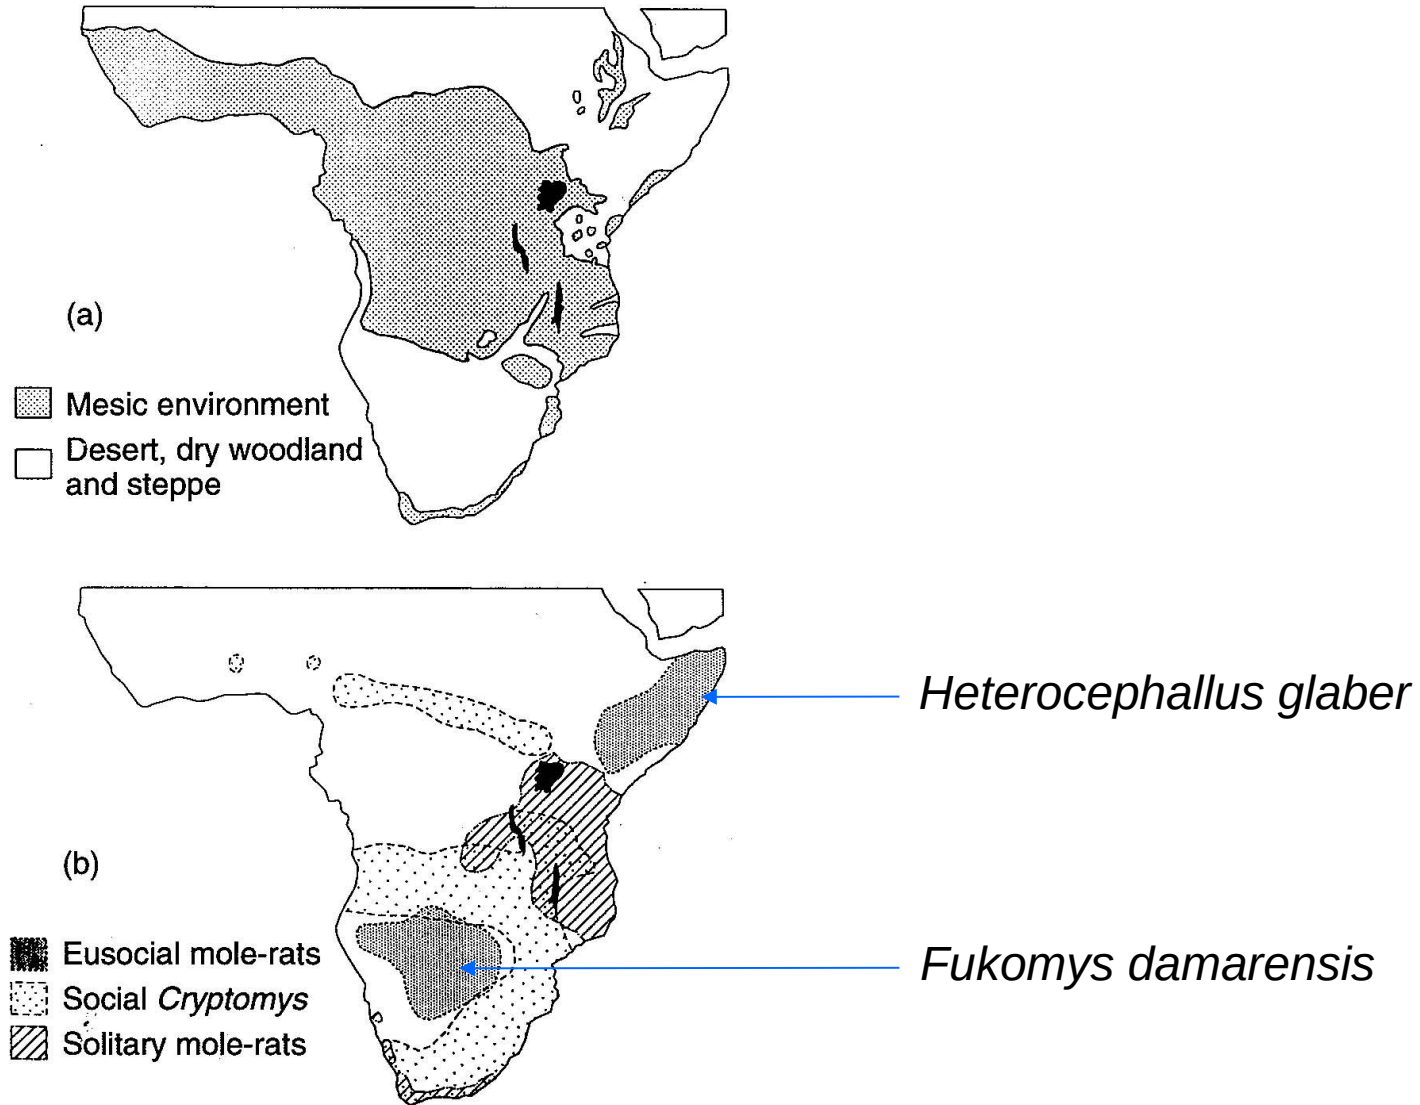 (a)
Mesic environment
Desert, dry woodland
and steppe
Heterocephallus glaber
(b)
Eusocial mole-rats
Fukomys damarensis
Social Cryptomys
Solitary mole-rats